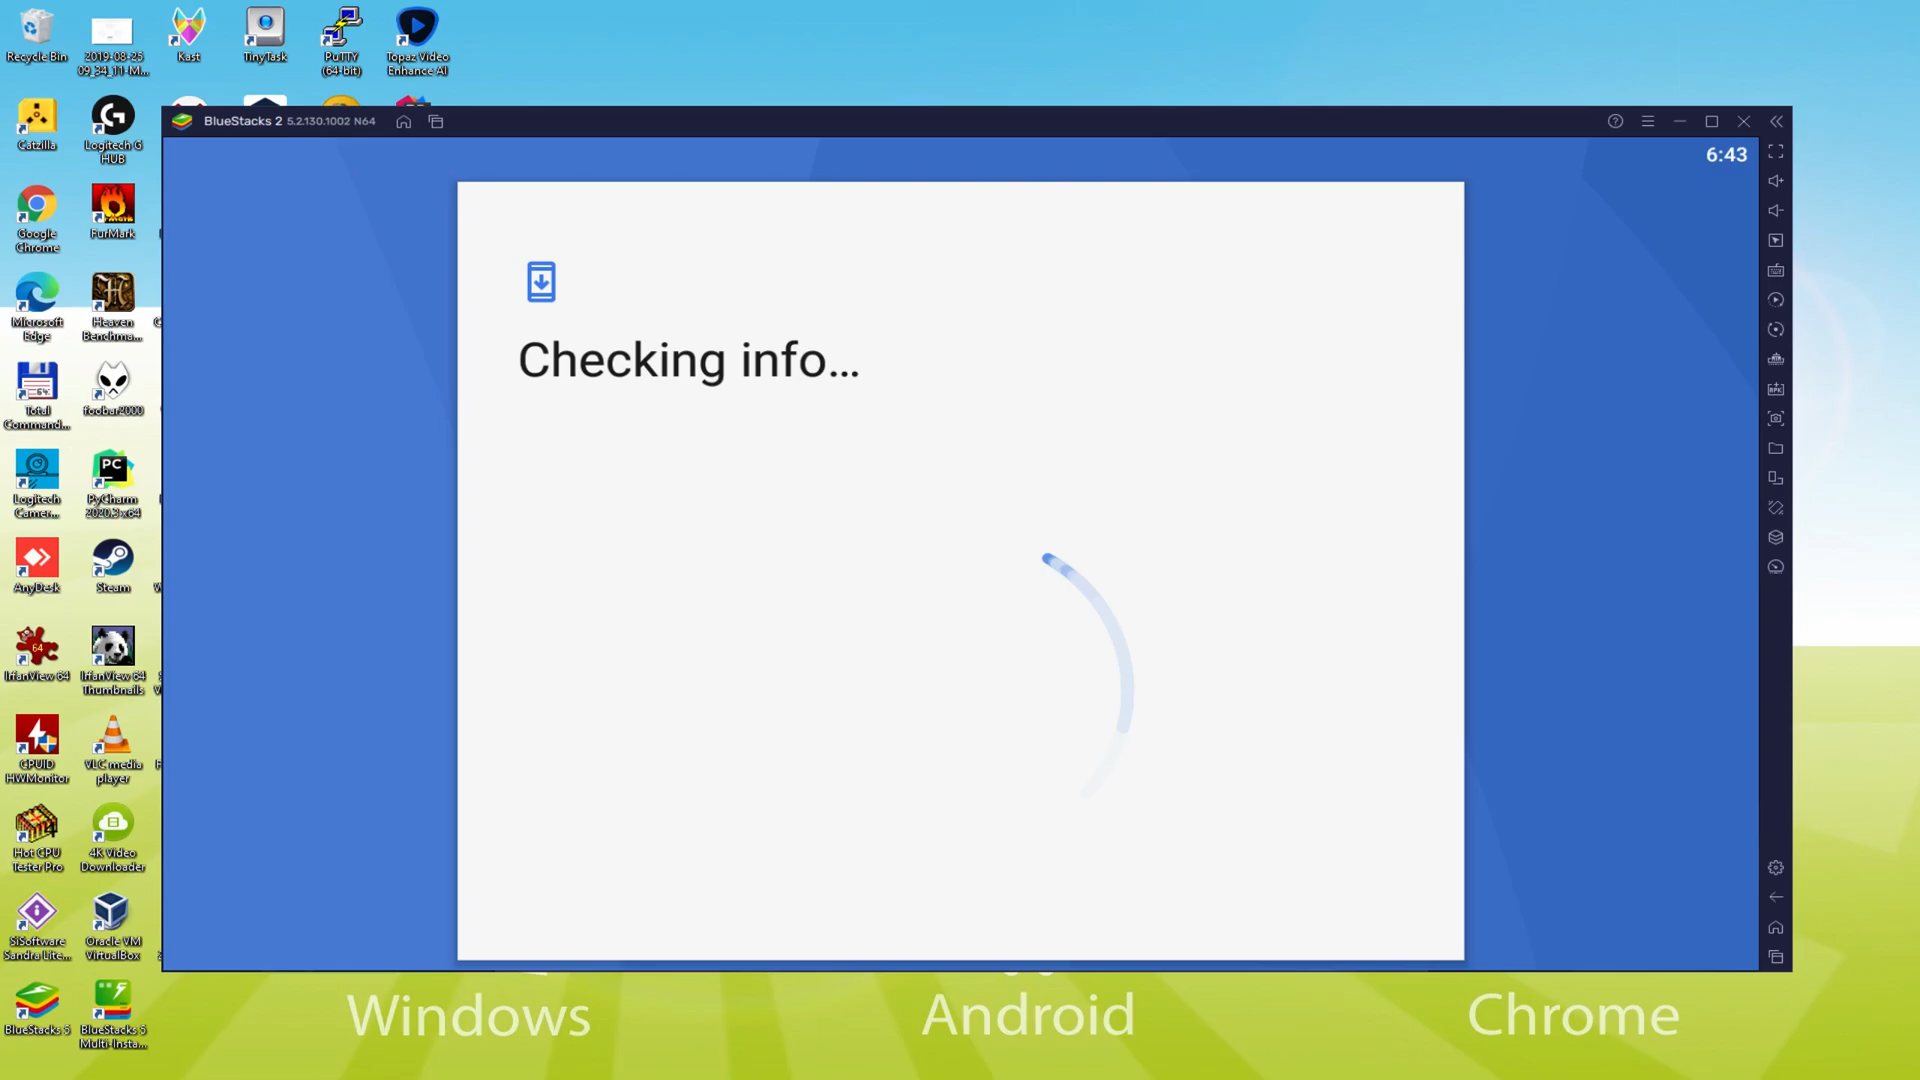 Recycle Bin
2019-08-25
09_34_11-M...
Kast
TinyTask
PuTTY
(64-bit)
Topaz Video
Enhance AI
Catzilla
Logitech G
HUB
BlueStacks 2 5.2.130.1002 N64
6:43
Google
Chrome
FurMark
Checking info...
Microsoft
Edge
Heaven
Benchma...
Total
Command...
foobar2000
Logitech
Camer...
PC
PyCharm
2020.3 x64
AnyDesk
Steam
64
IrfanView 64
IrfanView 64
Thumbnails
CPUID
HWMonitor
VLC media
player
Hot CPU
Tester Pro
4K Video
Downloader
SiSoftware
Sandra Lite...
Oracle VM
VirtualBox
BlueStacks 5
BlueStacks 5
Multi-Insta...
Windows
Android
Chrome